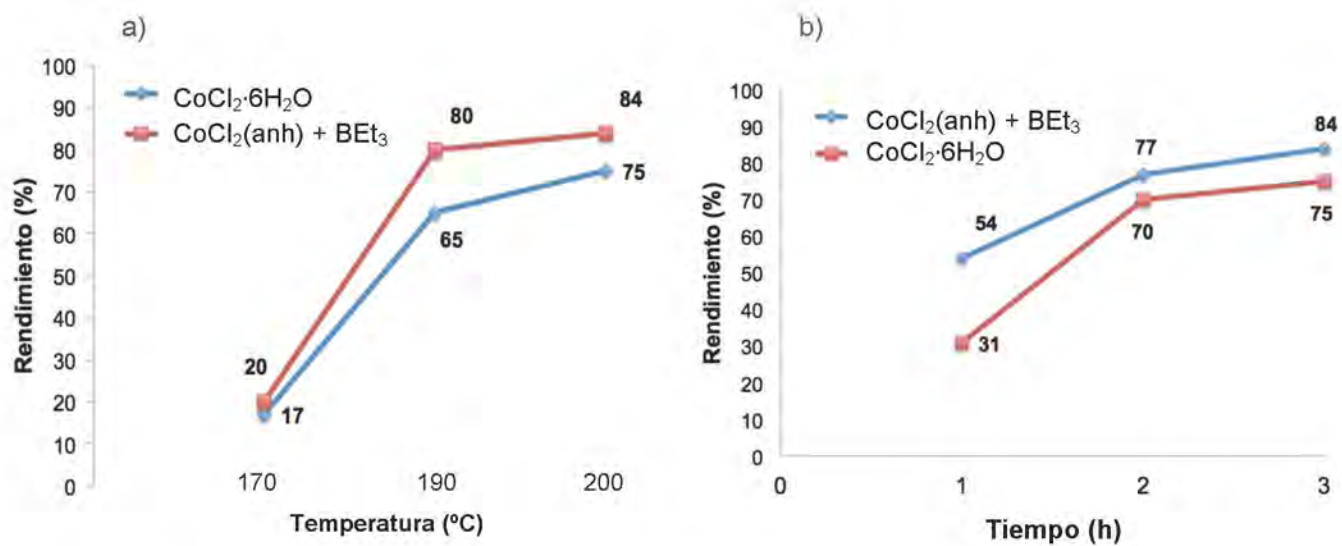 a)
Rendimiento (%)
100
90
80
70
60
50
40
30
20
10
0
CoCl₂·6H₂O
CoCl₂(anh) + BEt₃
80
84
75
65
20
17
170 190 200
Temperatura (ºC)
b)
Rendimiento (%)
100
90
80
70
60
50
40
30
20
10
0
CoCl₂(anh) + BEt₃
CoCl₂·6H₂O
84
77
54
75
70
31
0 1 2 3
Tiempo (h)